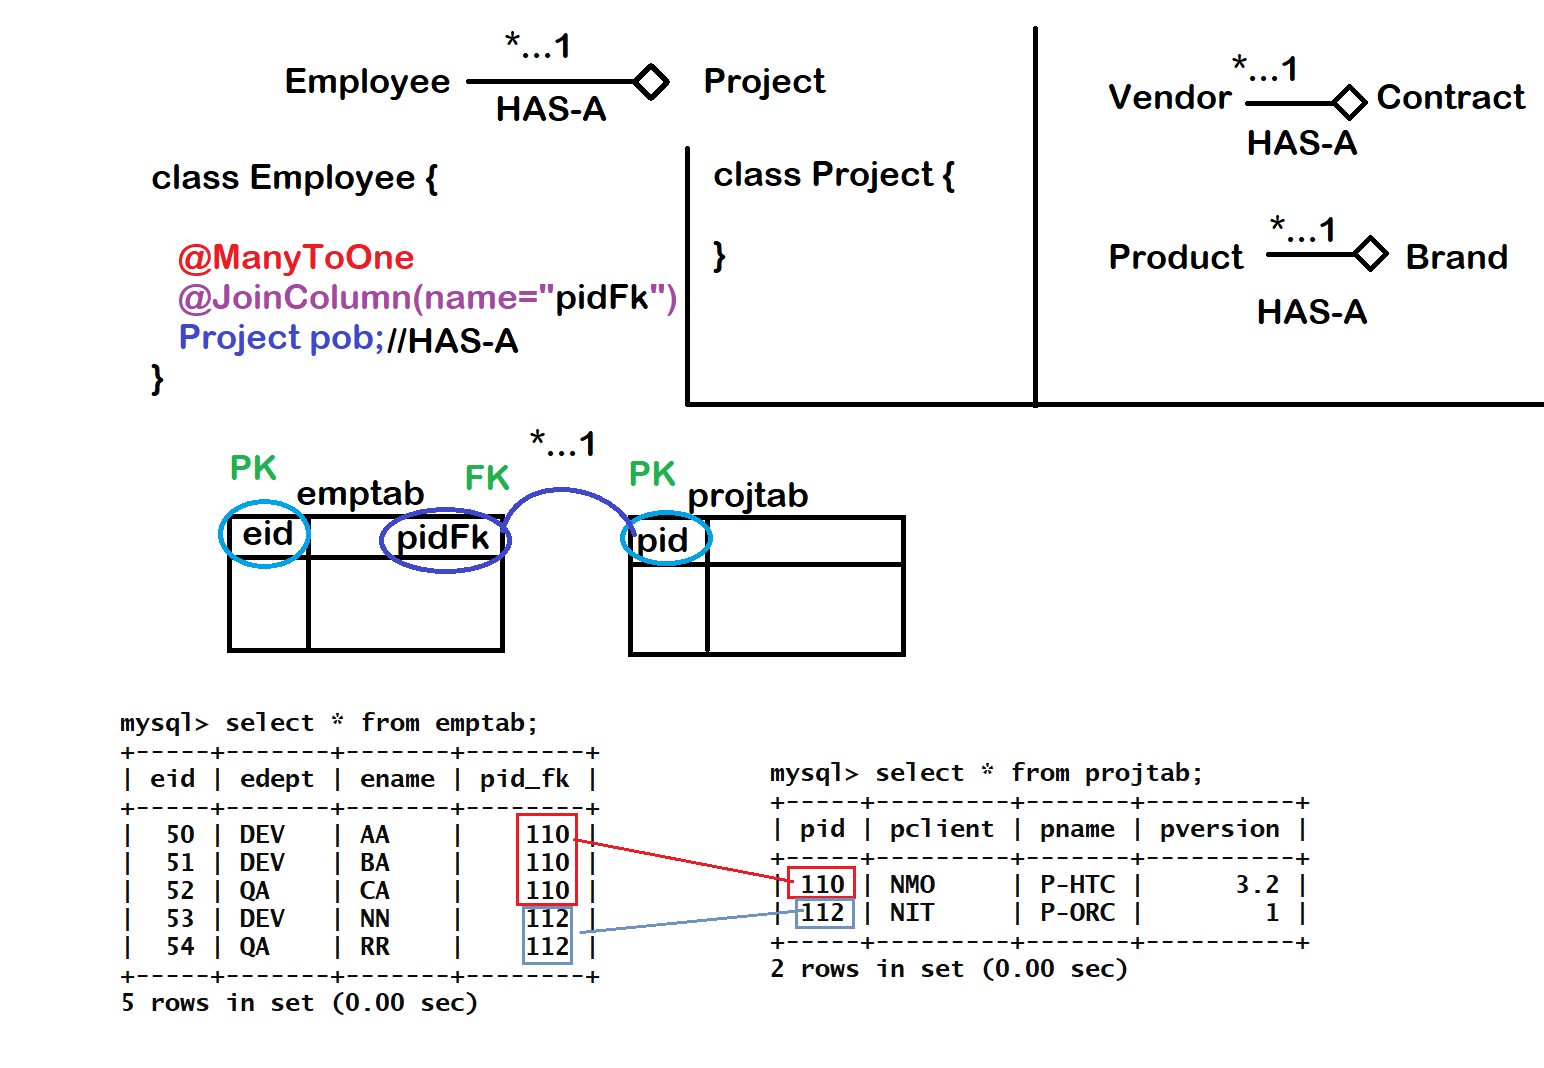 *...1
Employee Project
HAS-A
*...1
Vendor Contract
HAS-A
*...1
Product Brand
HAS-A
class Employee {
@ManyToOne
@JoinColumn(name="pidFk")
Project pob;//HAS-A
}
class Project {
}
*...1
PK FK PK
emptab projtab
eid pidFk pid
mysql> select * from emptab;
+-----+-------+-------+--------+
| eid | edept | ename | pid_fk |
+-----+-------+-------+--------+
| 50 | DEV | AA | 110 |
| 51 | DEV | BA | 110 |
| 52 | QA | CA | 110 |
| 53 | DEV | NN | 112 |
| 54 | QA | RR | 112 |
+-----+-------+-------+--------+
5 rows in set (0.00 sec)
mysql> select * from projtab;
+-----+---------+-------+----------+
| pid | pclient | pname | pversion |
+-----+---------+-------+----------+
| 110 | NMO | P-HTC | 3.2 |
| 112 | NIT | P-ORC | 1 |
+-----+---------+-------+----------+
2 rows in set (0.00 sec)